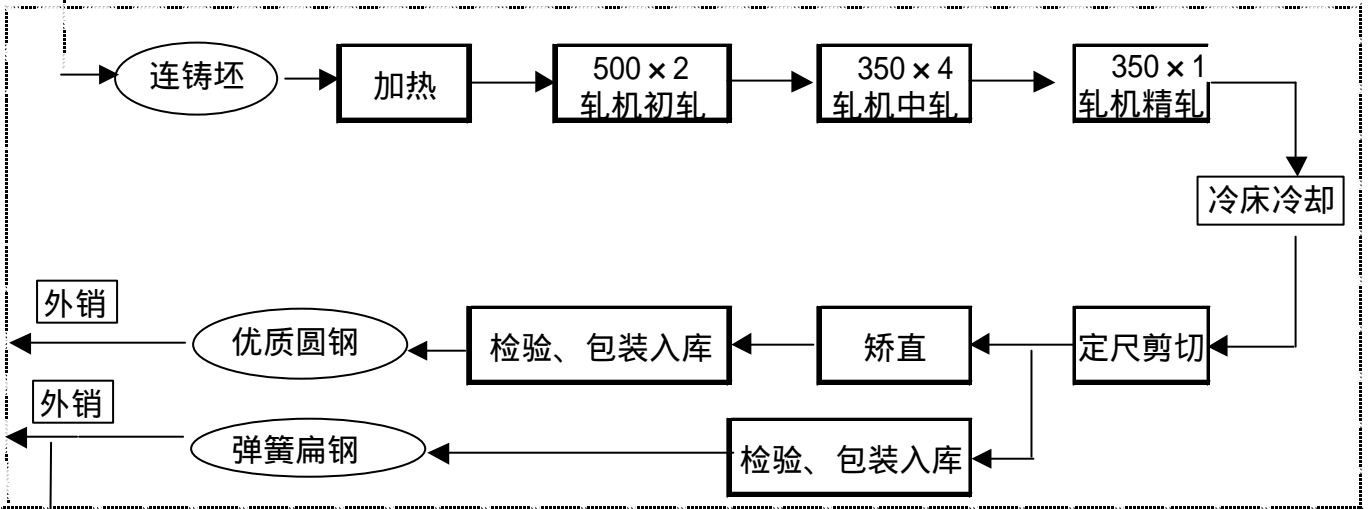 连铸坯
加热
500×2
轧机初轧
350×4
轧机中轧
350×1
轧机精轧
冷床冷却
外销
优质圆钢
检验、包装入库
矫直
定尺剪切
外销
弹簧扁钢
检验、包装入库